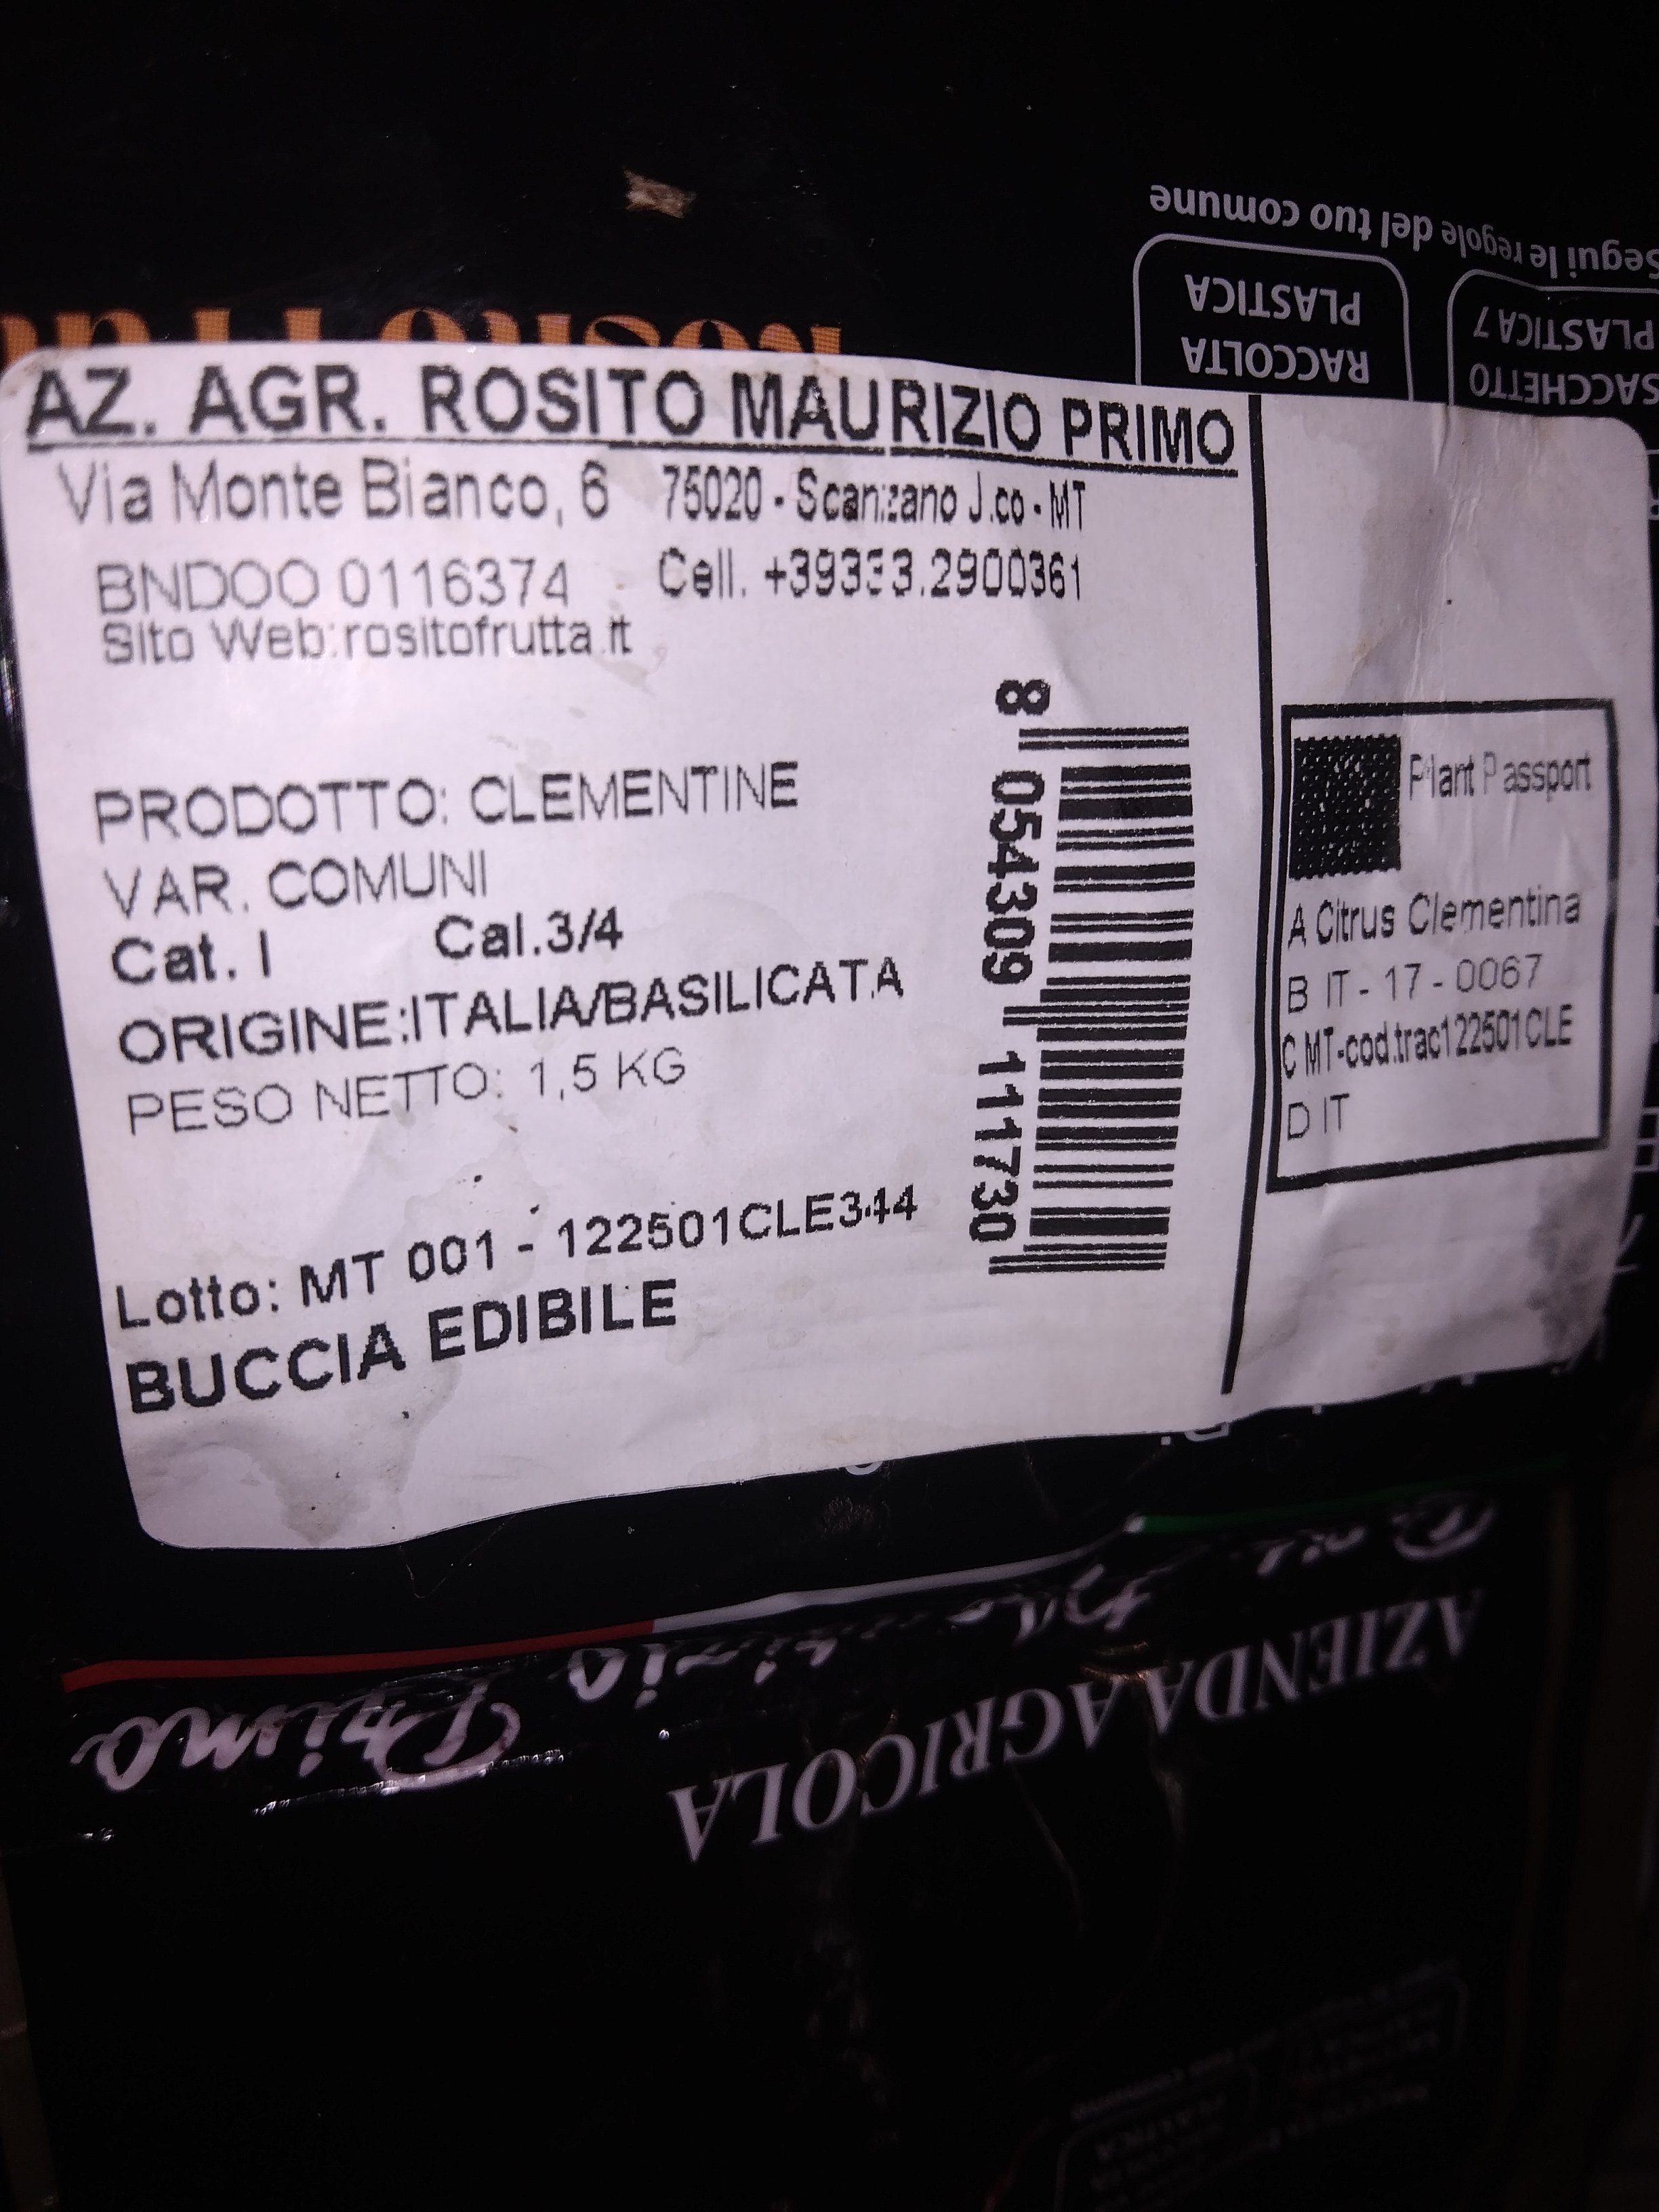 Segui le regole del tuo comune
RACCOLTA
PLASTICA
SACCHETTO
PLASTICA 7
AZ. AGR. ROSITO MAURIZIO PRIMO
Via Monte Bianco, 6 75020 - Scanzano J.co - MT
BNDOO 0116374 Cell. +39333.2900361
Sito Web:rositofrutta.it
PRODOTTO: CLEMENTINE
VAR. COMUNI
Cat. I Cal.3/4
ORIGINE:ITALIA/BASILICATA
PESO NETTO: 1,5 KG
Lotto: MT 001 - 122501CLE344
BUCCIA EDIBILE
8 054309 111730
Plant Passport
A Citrus Clementina
B IT - 17 - 0067
C MT-cod.trac122501CLE
D IT
AZIENDA AGRICOLA
Rosito Maurizio Primo